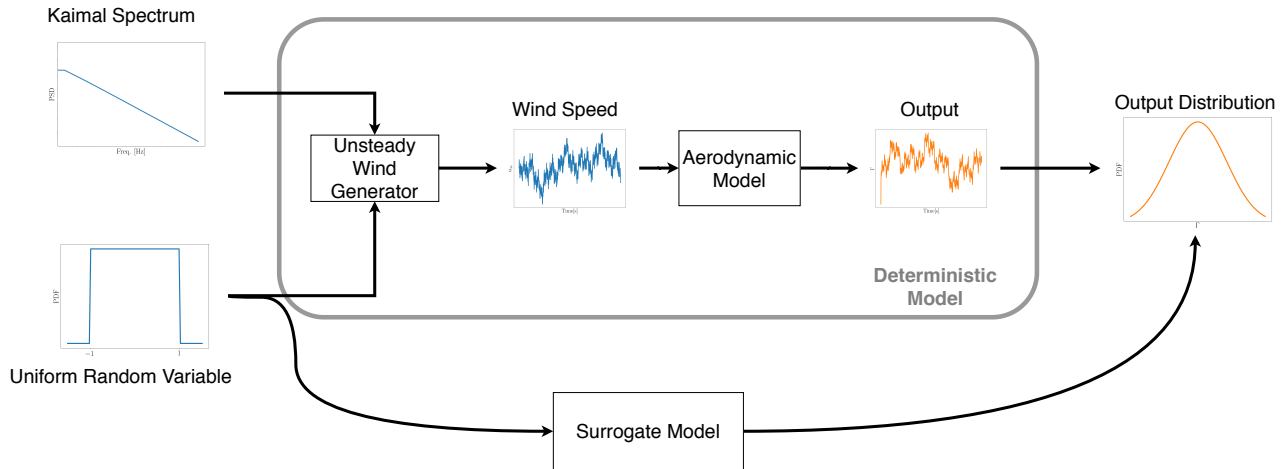 Kaimal Spectrum
PSD
Freq. [Hz]
Unsteady
Wind
Generator
Wind Speed
Time[s]
Aerodynamic
Model
Output
Γ
Time[s]
Output Distribution
PDF
Γ
Deterministic
Model
PDF
−1
1
Uniform Random Variable
Surrogate Model